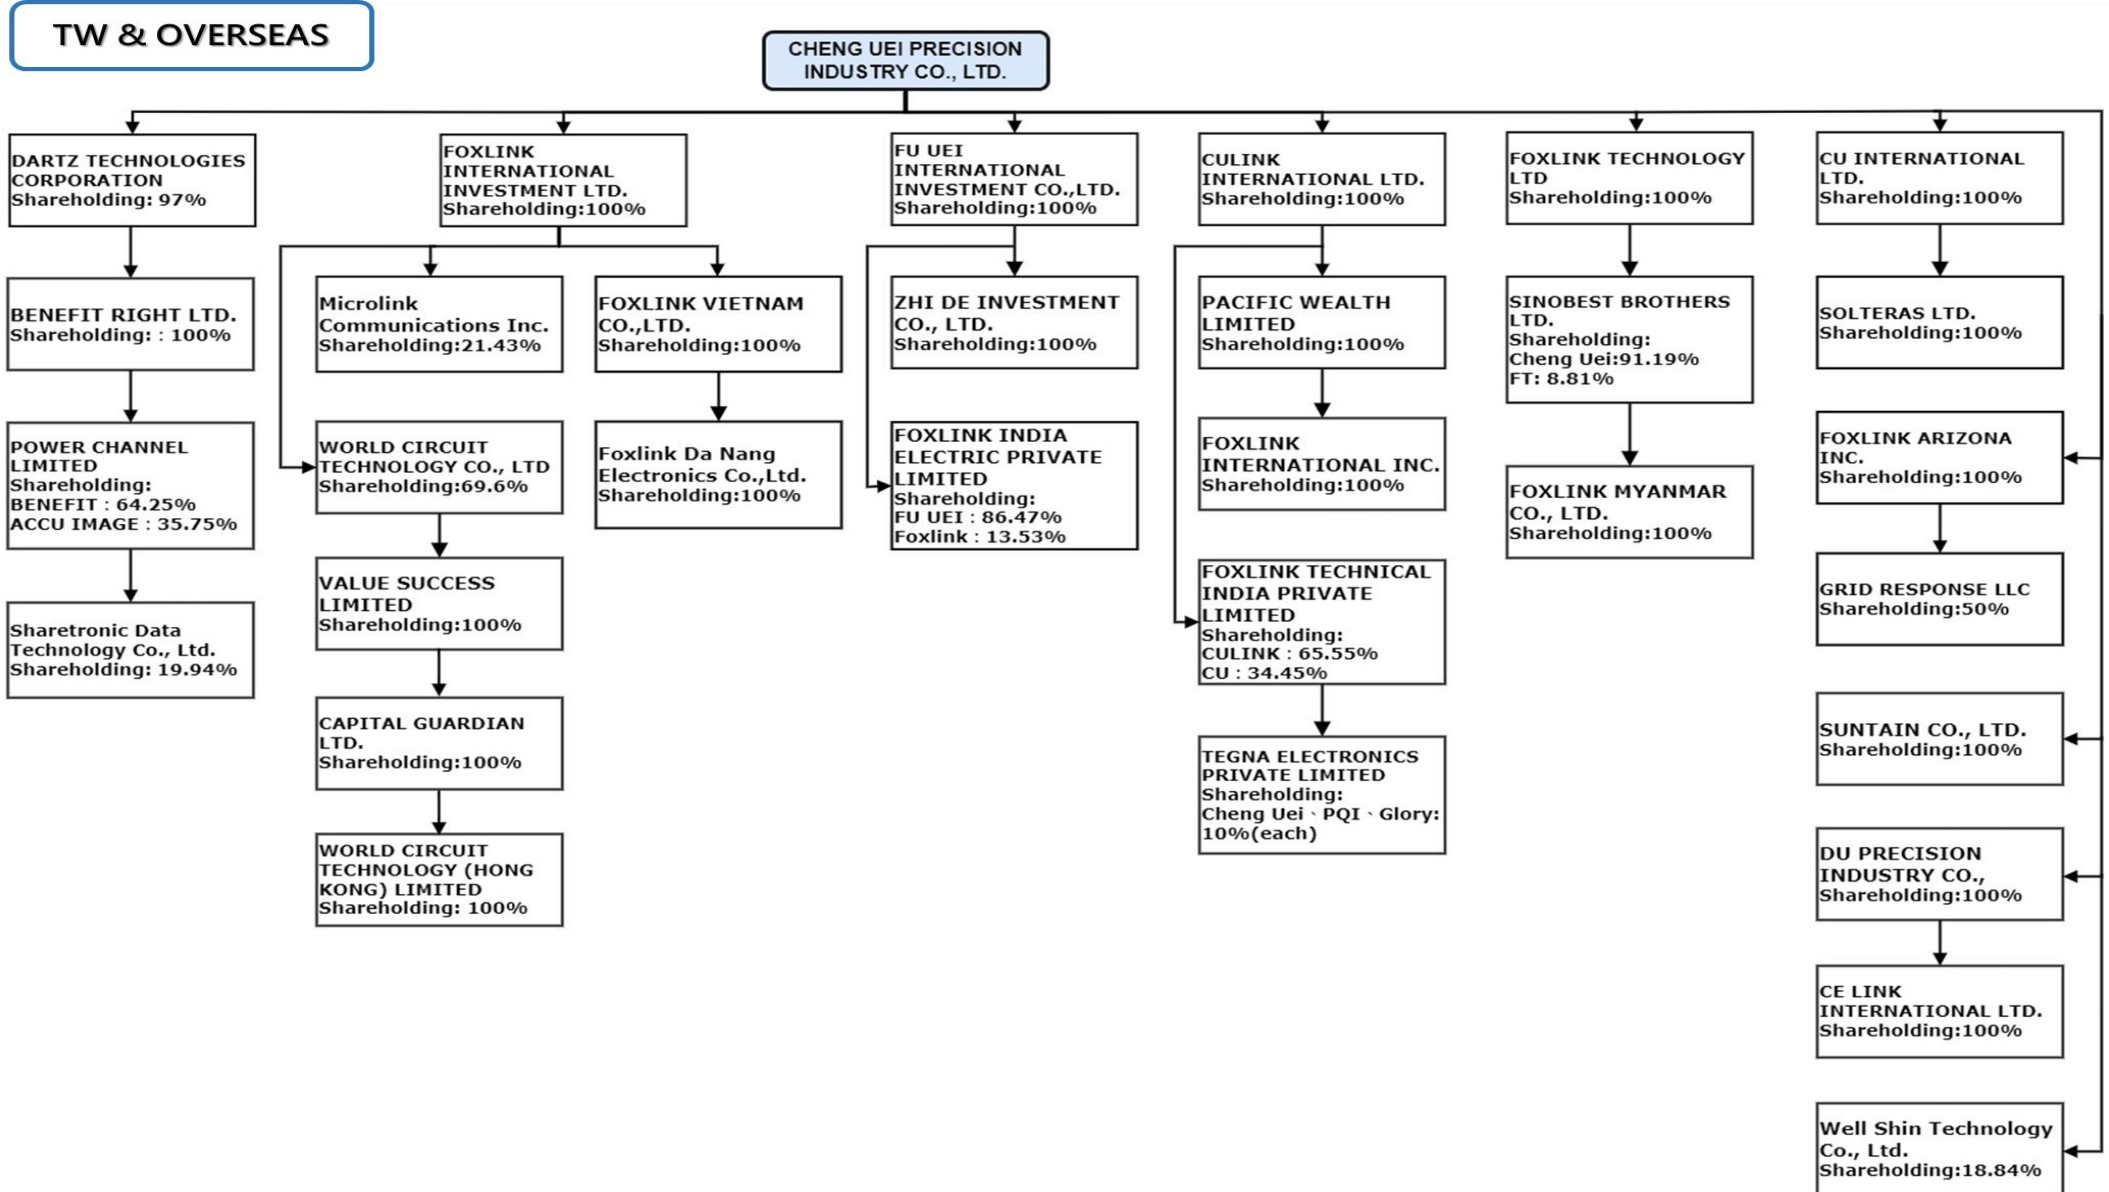 TW & OVERSEAS
CHENG UEI PRECISION
INDUSTRY CO., LTD.
DARTZ TECHNOLOGIES
CORPORATION
Shareholding: 97%
BENEFIT RIGHT LTD.
Shareholding: : 100%
POWER CHANNEL
LIMITED
Shareholding:
BENEFIT : 64.25%
ACCU IMAGE : 35.75%
Sharetronic Data
Technology Co., Ltd.
Shareholding: 19.94%
FOXLINK
INTERNATIONAL
INVESTMENT LTD.
Shareholding:100%
Microlink
Communications Inc.
Shareholding:21.43%
WORLD CIRCUIT
TECHNOLOGY CO., LTD
Shareholding:69.6%
VALUE SUCCESS
LIMITED
Shareholding:100%
CAPITAL GUARDIAN
LTD.
Shareholding:100%
WORLD CIRCUIT
TECHNOLOGY (HONG
KONG) LIMITED
Shareholding: 100%
FOXLINK VIETNAM
CO.,LTD.
Shareholding:100%
Foxlink Da Nang
Electronics Co.,Ltd.
Shareholding:100%
FU UEI
INTERNATIONAL
INVESTMENT CO.,LTD.
Shareholding:100%
ZHI DE INVESTMENT
CO., LTD.
Shareholding:100%
FOXLINK INDIA
ELECTRIC PRIVATE
LIMITED
Shareholding:
FU UEI : 86.47%
Foxlink : 13.53%
CULINK
INTERNATIONAL LTD.
Shareholding:100%
PACIFIC WEALTH
LIMITED
Shareholding:100%
FOXLINK
INTERNATIONAL INC.
Shareholding:100%
FOXLINK TECHNICAL
INDIA PRIVATE
LIMITED
Shareholding:
CULINK : 65.55%
CU : 34.45%
TEGNA ELECTRONICS
PRIVATE LIMITED
Shareholding:
Cheng Uei、PQI、Glory:
10%(each)
FOXLINK TECHNOLOGY
LTD
Shareholding:100%
SINOBEST BROTHERS
LTD.
Shareholding:
Cheng Uei:91.19%
FT: 8.81%
FOXLINK MYANMAR
CO., LTD.
Shareholding:100%
CU INTERNATIONAL
LTD.
Shareholding:100%
SOLTERAS LTD.
Shareholding:100%
FOXLINK ARIZONA
INC.
Shareholding:100%
GRID RESPONSE LLC
Shareholding:50%
SUNTAIN CO., LTD.
Shareholding:100%
DU PRECISION
INDUSTRY CO.,
Shareholding:100%
CE LINK
INTERNATIONAL LTD.
Shareholding:100%
Well Shin Technology
Co., Ltd.
Shareholding:18.84%